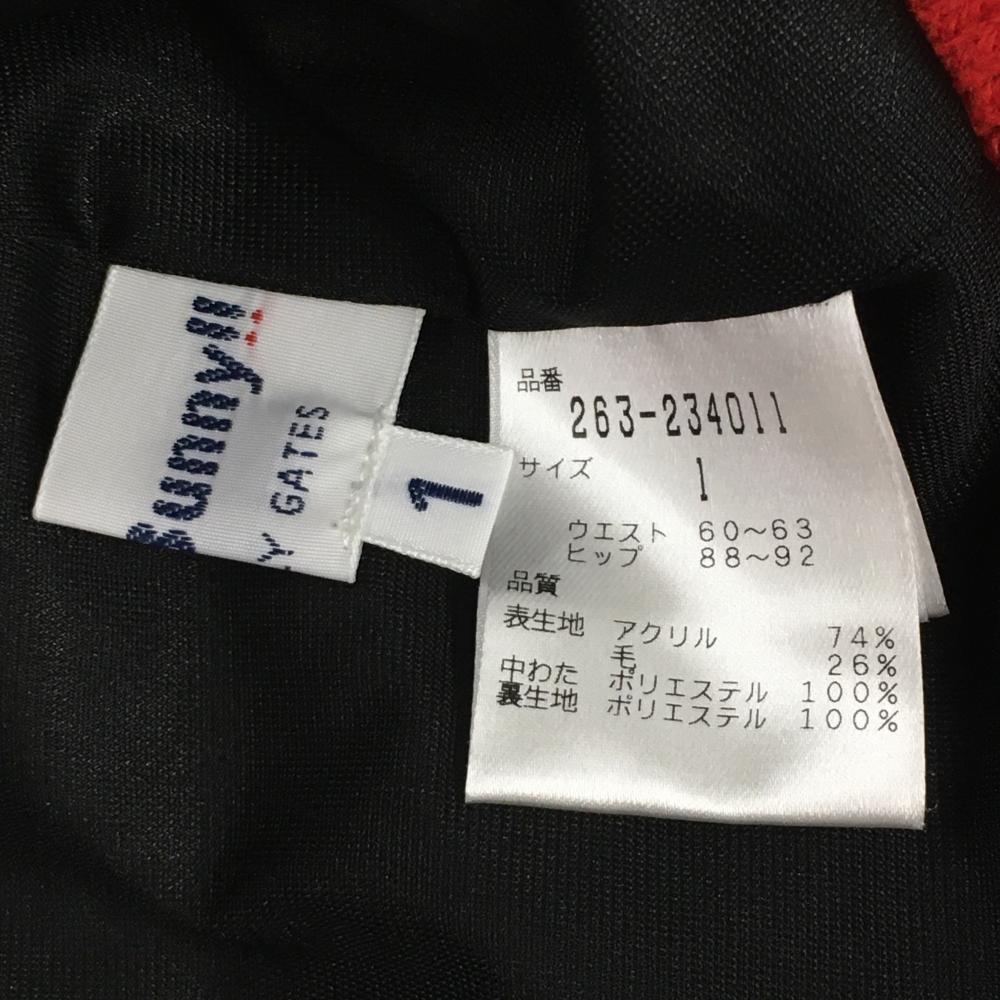 Sunny!!
Y GATES
1
品番
263-234011
サイズ 1
ウエスト 60~63
ヒップ 88~92
品質
表生地 アクリル 74%
毛 26%
中わた ポリエステル 100%
裏生地 ポリエステル 100%